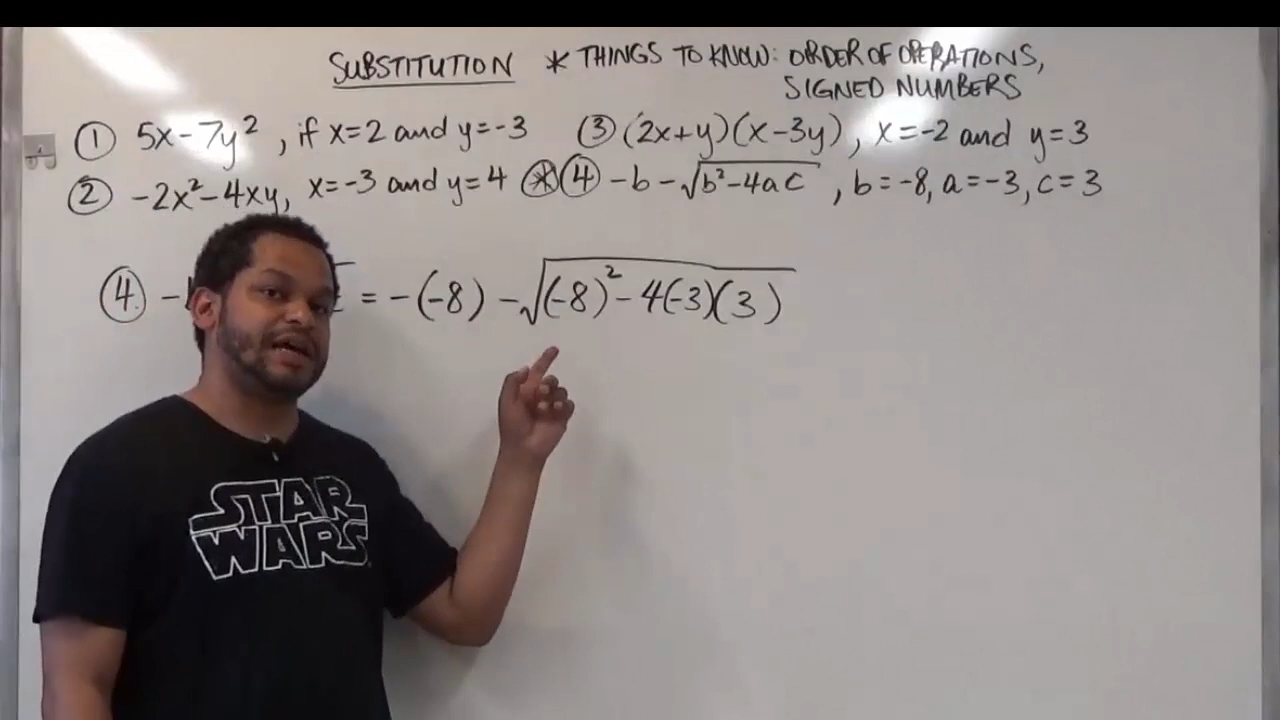 SUBSTITUTION * THINGS TO KNOW: ORDER OF OPERATIONS,
SIGNED NUMBERS
① 5x - 7y², if x=2 and y=-3 ③ (2x+y)(x-3y), x=-2 and y=3
② -2x²-4xy, x=-3 and y=4 ⊛ ④ -b-√(b²-4ac), b=-8, a=-3, c=3
④. - = -(-8) -√((-8)²-4(-3)(3))
STAR
WARS